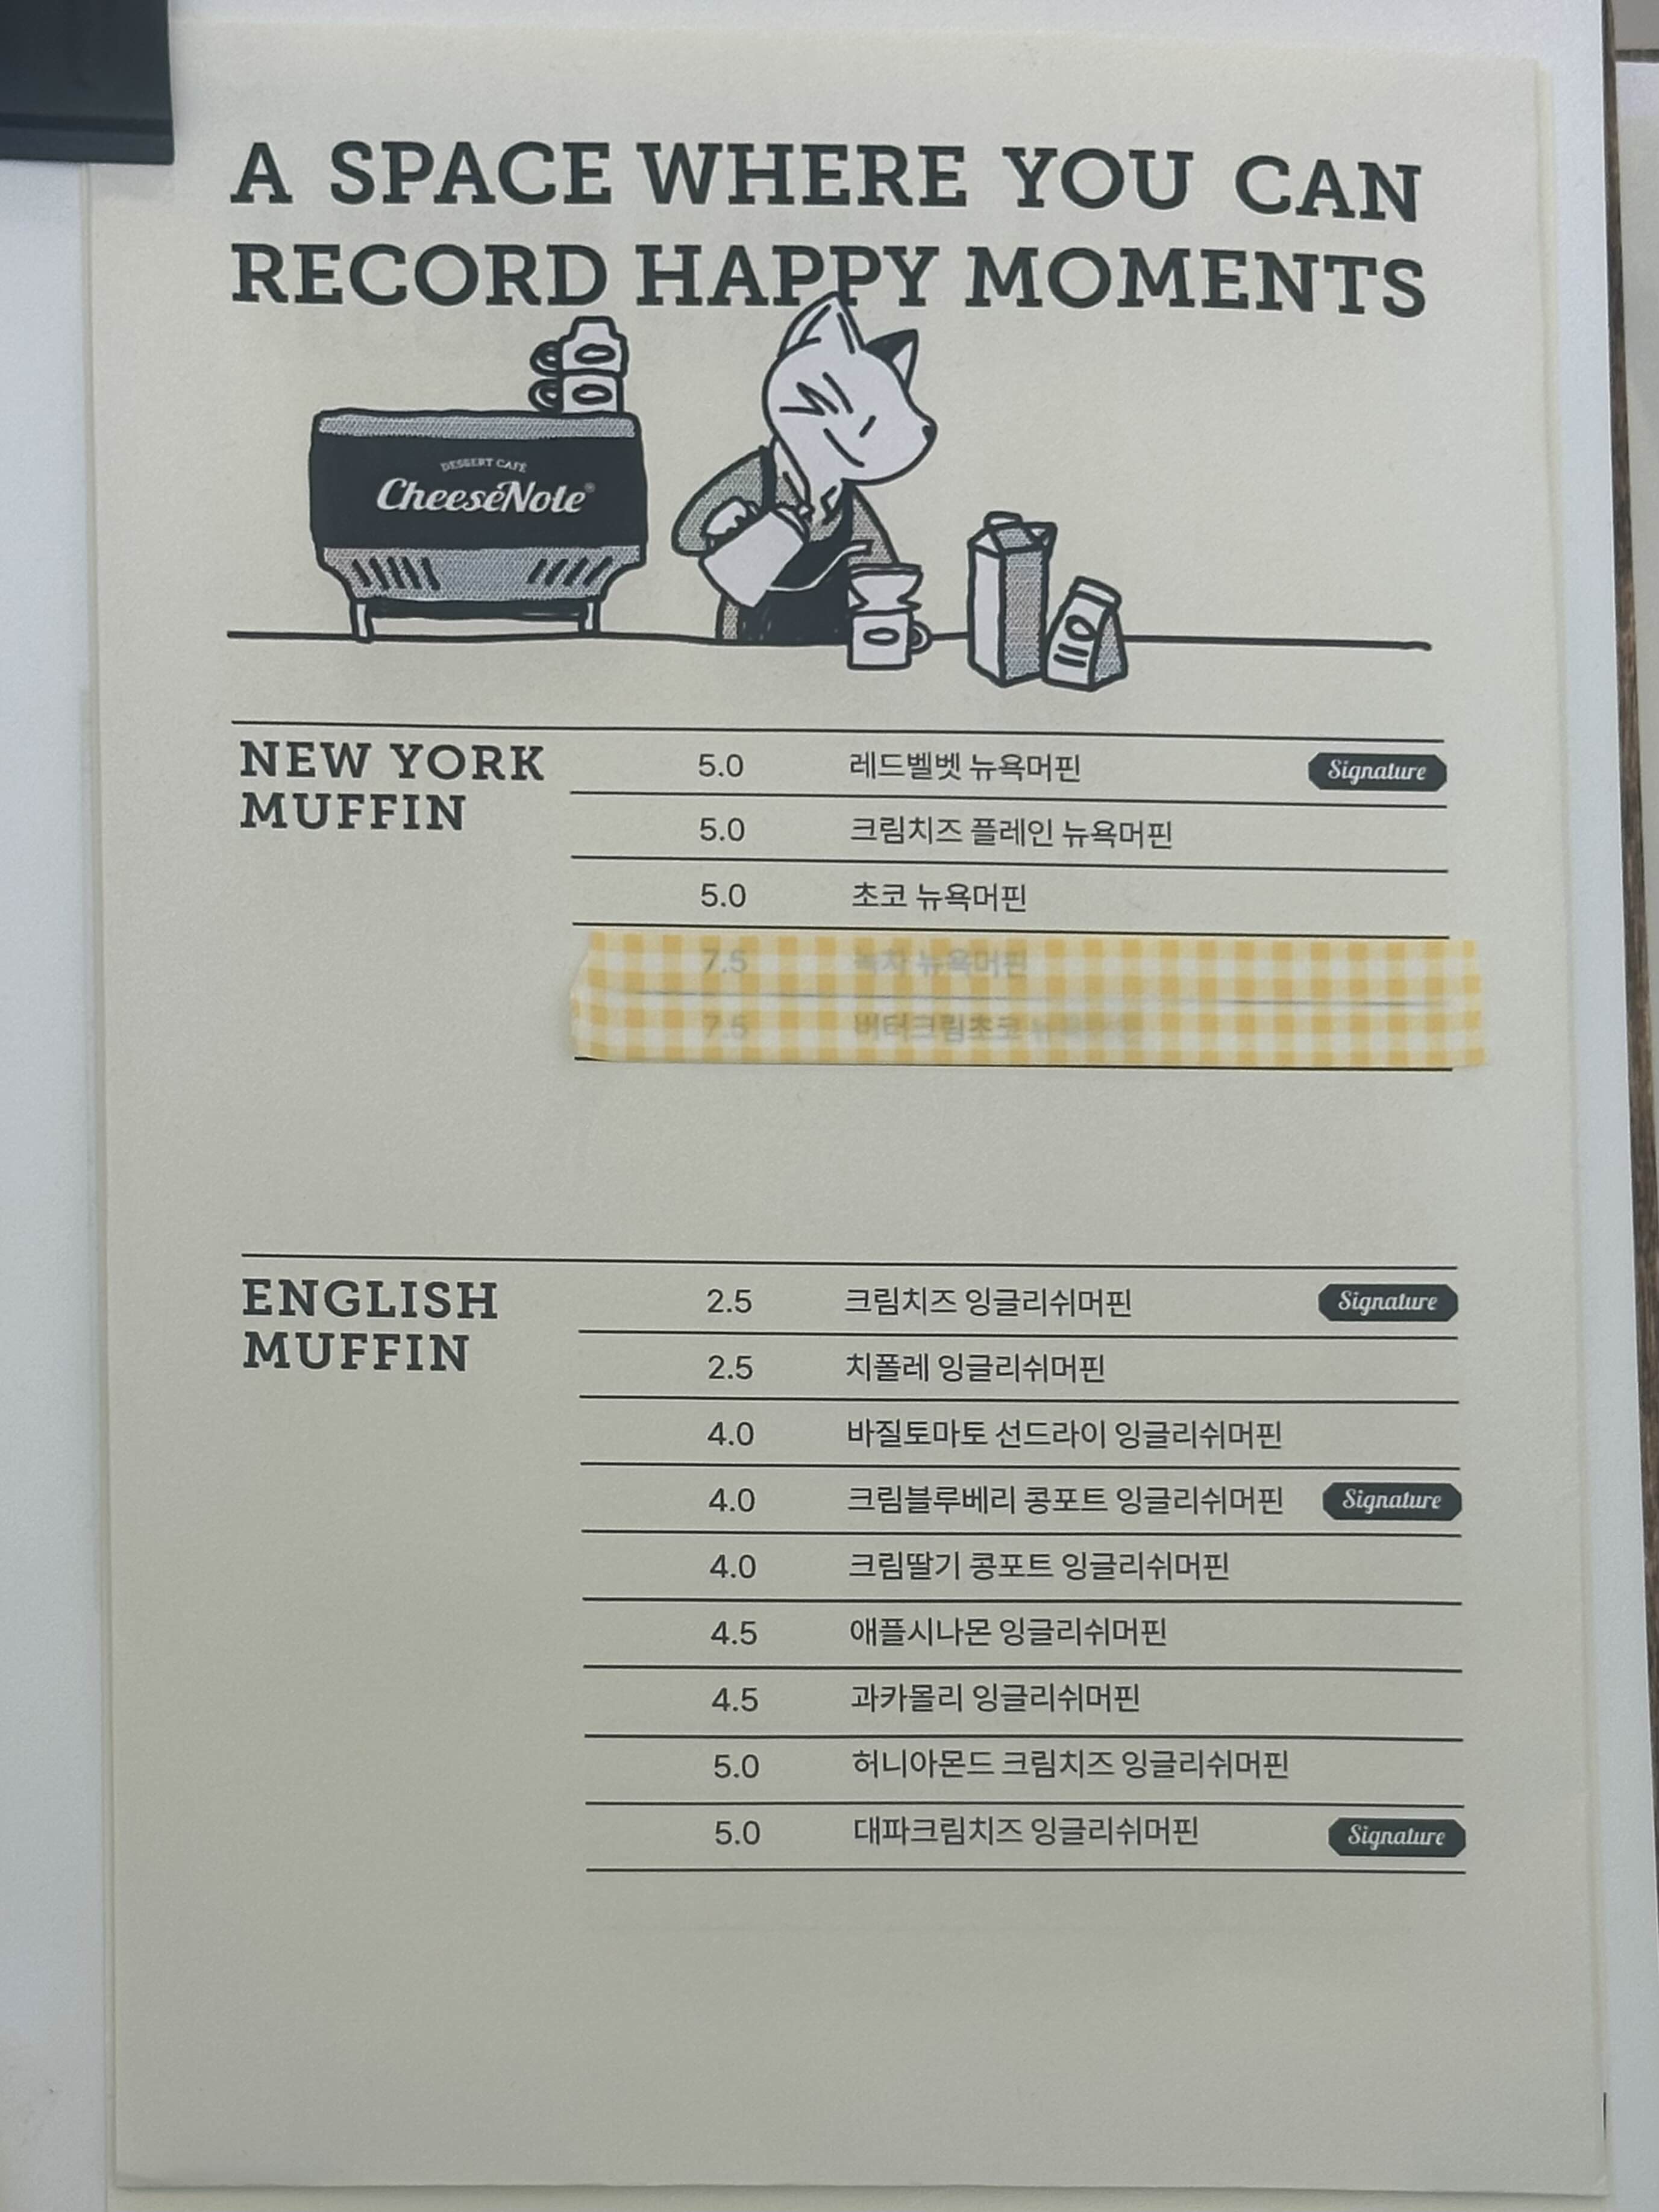 A SPACE WHERE YOU CAN
RECORD HAPPY MOMENTS
DESSERT CAFÉ
CheeseNote®
NEW YORK
MUFFIN
5.0 레드벨벳 뉴욕머핀 Signature
5.0 크림치즈 플레인 뉴욕머핀
5.0 초코 뉴욕머핀
7.5 녹차 뉴욕머핀
7.5 버터크림초코
ENGLISH
MUFFIN
2.5 크림치즈 잉글리쉬머핀 Signature
2.5 치폴레 잉글리쉬머핀
4.0 바질토마토 선드라이 잉글리쉬머핀
4.0 크림블루베리 콩포트 잉글리쉬머핀 Signature
4.0 크림딸기 콩포트 잉글리쉬머핀
4.5 애플시나몬 잉글리쉬머핀
4.5 과카몰리 잉글리쉬머핀
5.0 허니아몬드 크림치즈 잉글리쉬머핀
5.0 대파크림치즈 잉글리쉬머핀 Signature